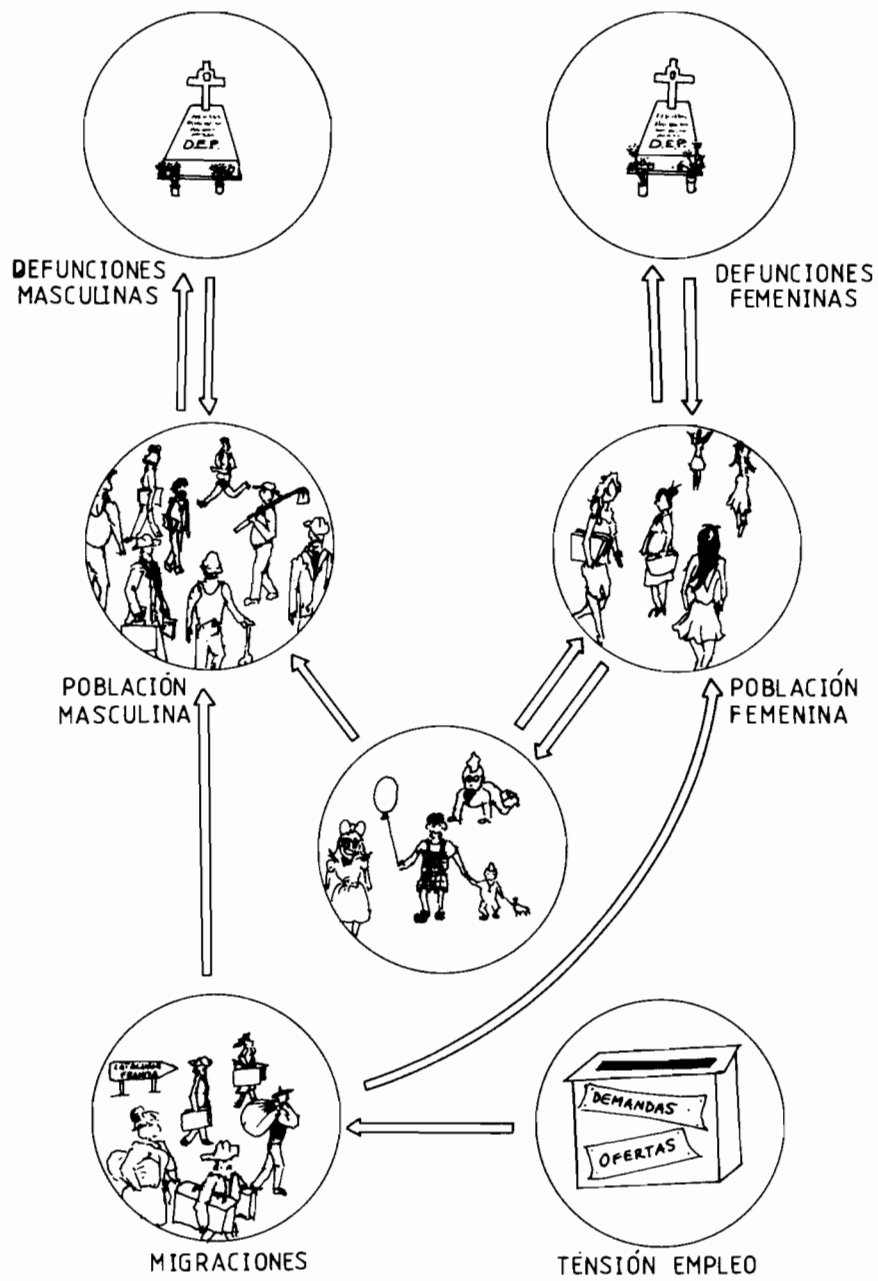 D.E.P.
D.E.P.
DEFUNCIONES
MASCULINAS
DEFUNCIONES
FEMENINAS
POBLACIÓN
MASCULINA
POBLACIÓN
FEMENINA
DEMANDAS
OFERTAS
MIGRACIONES
TENSIÓN EMPLEO